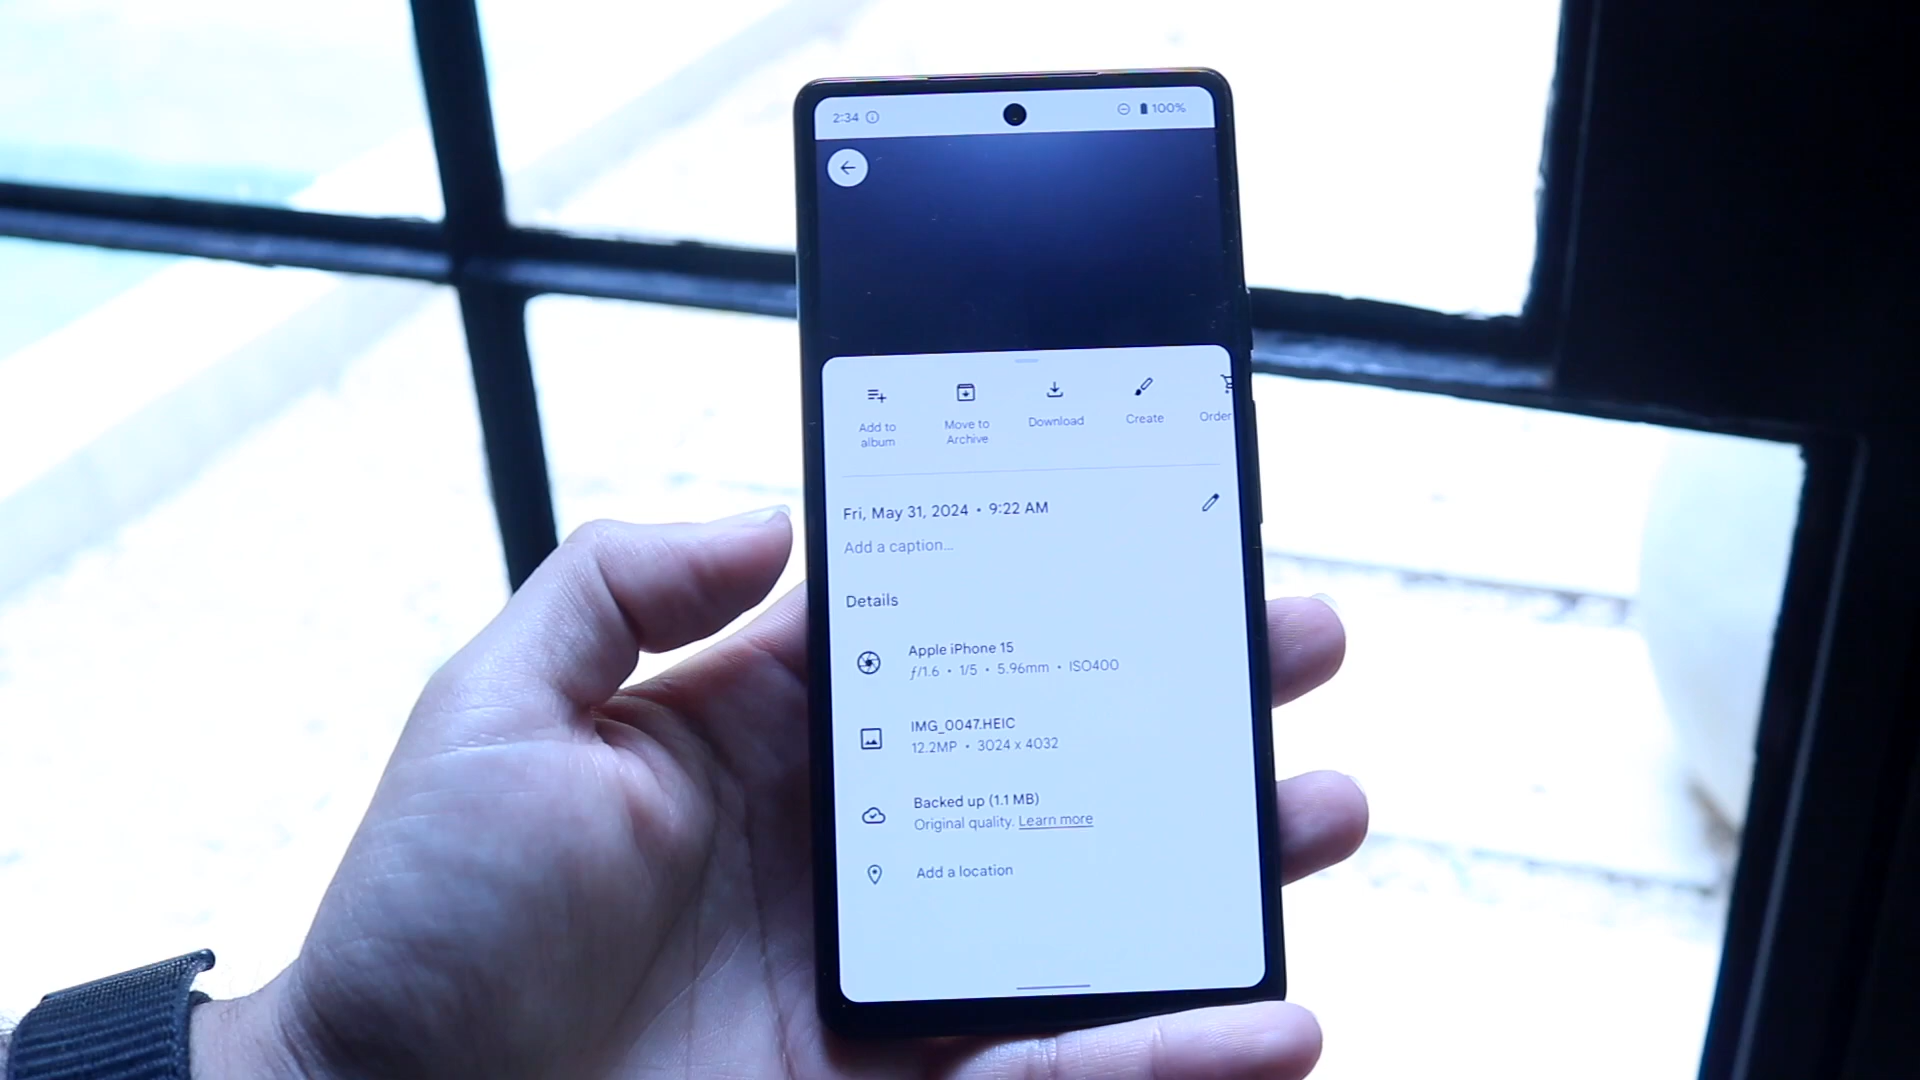 2:34
100%
Add to
album
Move to
Archive
Download
Create
Order
Fri, May 31, 2024 • 9:22 AM
Add a caption...
Details
Apple iPhone 15
ƒ/1.6 • 1/5 • 5.96mm • ISO400
IMG_0047.HEIC
12.2MP • 3024 x 4032
Backed up (1.1 MB)
Original quality. Learn more
Add a location